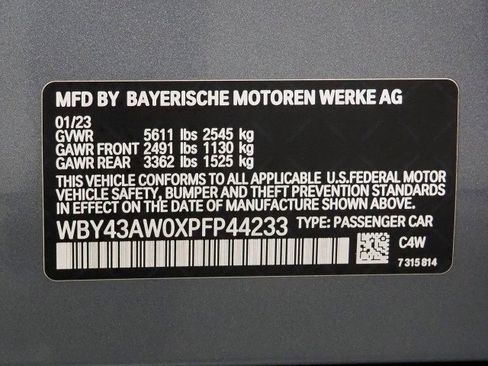 MFD BY BAYERISCHE MOTOREN WERKE AG
01/23
GVWR 5611 lbs 2545 kg
GAWR FRONT 2491 lbs 1130 kg
GAWR REAR 3362 lbs 1525 kg
THIS VEHICLE CONFORMS TO ALL APPLICABLE U.S.FEDERAL MOTOR
VEHICLE SAFETY, BUMPER AND THEFT PREVENTION STANDARDS
IN EFFECT ON THE DATE OF MANUFACTURE SHOWN ABOVE.
WBY43AW0XPFP44233 TYPE: PASSENGER CAR
C4W
7 315 814